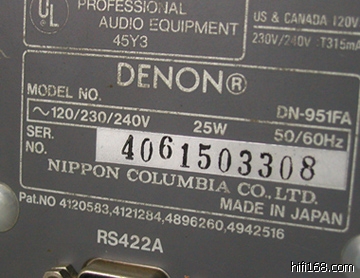 UL
PROFESSIONAL
AUDIO EQUIPMENT
45Y3
US & CANADA 120V
230V/240V T315mA
DENON®
MODEL NO. DN-951FA
~120/230/240V 25W 50/60Hz
SER. NO. 4061503308
NIPPON COLUMBIA CO., LTD.
MADE IN JAPAN
Pat.NO 4120583,4121284,4896260,4942516
RS422A
hifi168.com